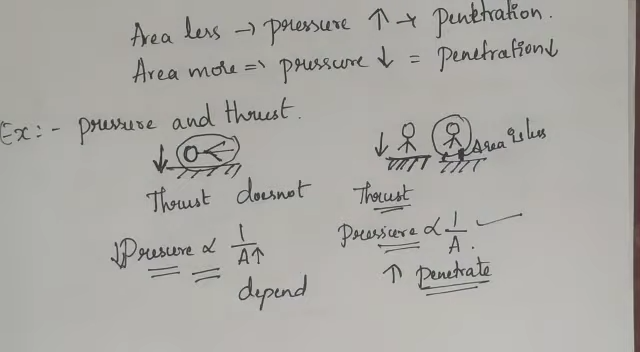 Area less → pressure ↑ → penetration.
Area more => pressure ↓ = penetration↓
Ex:- pressure and thrust.
Area is less
Thrust doesnot
Thrust
↓Pressure ∝ 1/A↑
Pressure ∝ 1/A.
depend
↑ penetrate